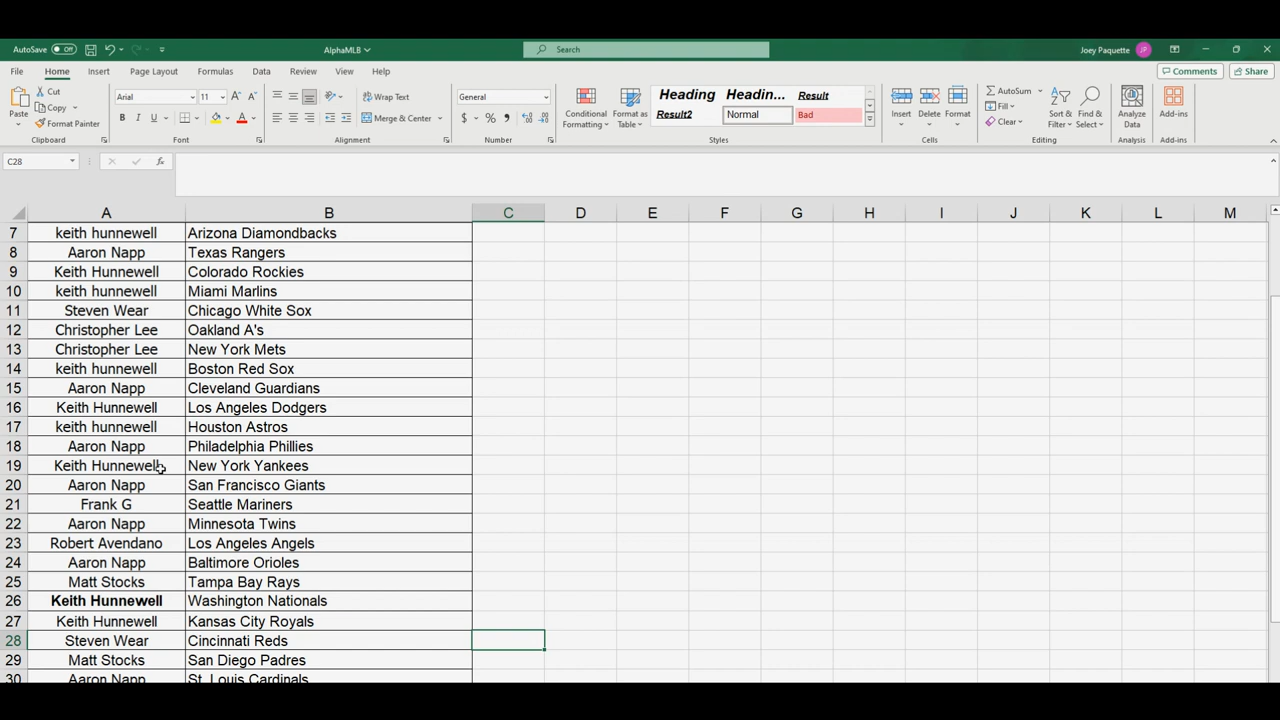 AutoSave Off AlphaMLB Search Joey Paquette JP
File Home Insert Page Layout Formulas Data Review View Help Comments Share
Paste Cut Copy Format Painter Clipboard
Arial 11 B I U A A Font
Wrap Text Merge & Center Alignment
General $ % Number
Conditional Formatting Format as Table Heading Headin... Result Result2 Normal Bad Styles
Insert Delete Format Cells
AutoSum Fill Clear Sort & Filter Find & Select Editing
Analyze Data Analysis Add-ins Add-ins
C28 fx
A B C D E F G H I J K L M
7 keith hunnewell Arizona Diamondbacks
8 Aaron Napp Texas Rangers
9 Keith Hunnewell Colorado Rockies
10 keith hunnewell Miami Marlins
11 Steven Wear Chicago White Sox
12 Christopher Lee Oakland A's
13 Christopher Lee New York Mets
14 keith hunnewell Boston Red Sox
15 Aaron Napp Cleveland Guardians
16 Keith Hunnewell Los Angeles Dodgers
17 keith hunnewell Houston Astros
18 Aaron Napp Philadelphia Phillies
19 Keith Hunnewell New York Yankees
20 Aaron Napp San Francisco Giants
21 Frank G Seattle Mariners
22 Aaron Napp Minnesota Twins
23 Robert Avendano Los Angeles Angels
24 Aaron Napp Baltimore Orioles
25 Matt Stocks Tampa Bay Rays
26 Keith Hunnewell Washington Nationals
27 Keith Hunnewell Kansas City Royals
28 Steven Wear Cincinnati Reds
29 Matt Stocks San Diego Padres
30 Aaron Napp St. Louis Cardinals